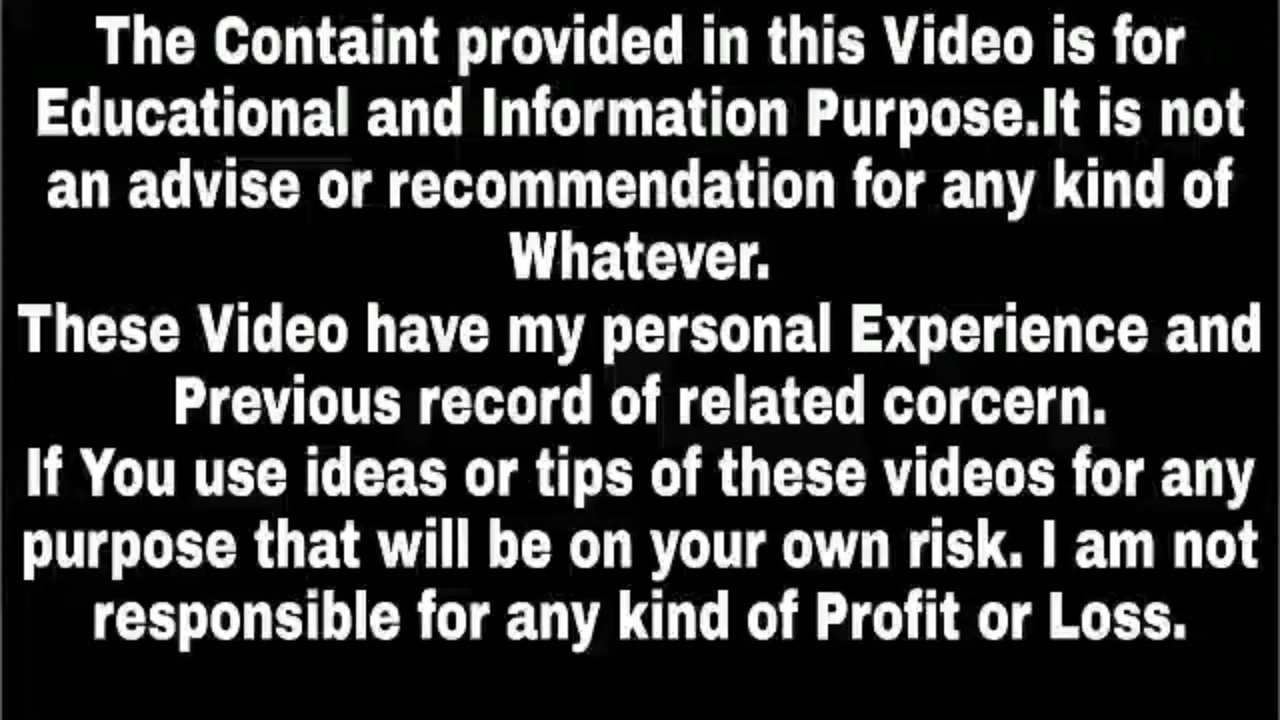 The Containt provided in this Video is for
Educational and Information Purpose.It is not
an advise or recommendation for any kind of
Whatever.
These Video have my personal Experience and
Previous record of related corcern.
If You use ideas or tips of these videos for any
purpose that will be on your own risk. I am not
responsible for any kind of Profit or Loss.